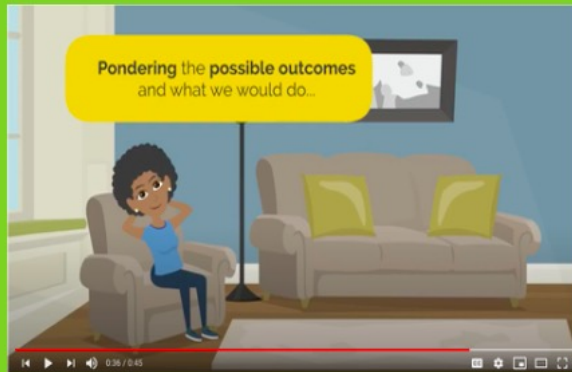 Pondering the possible outcomes
and what we would do...
0:36 / 0:45